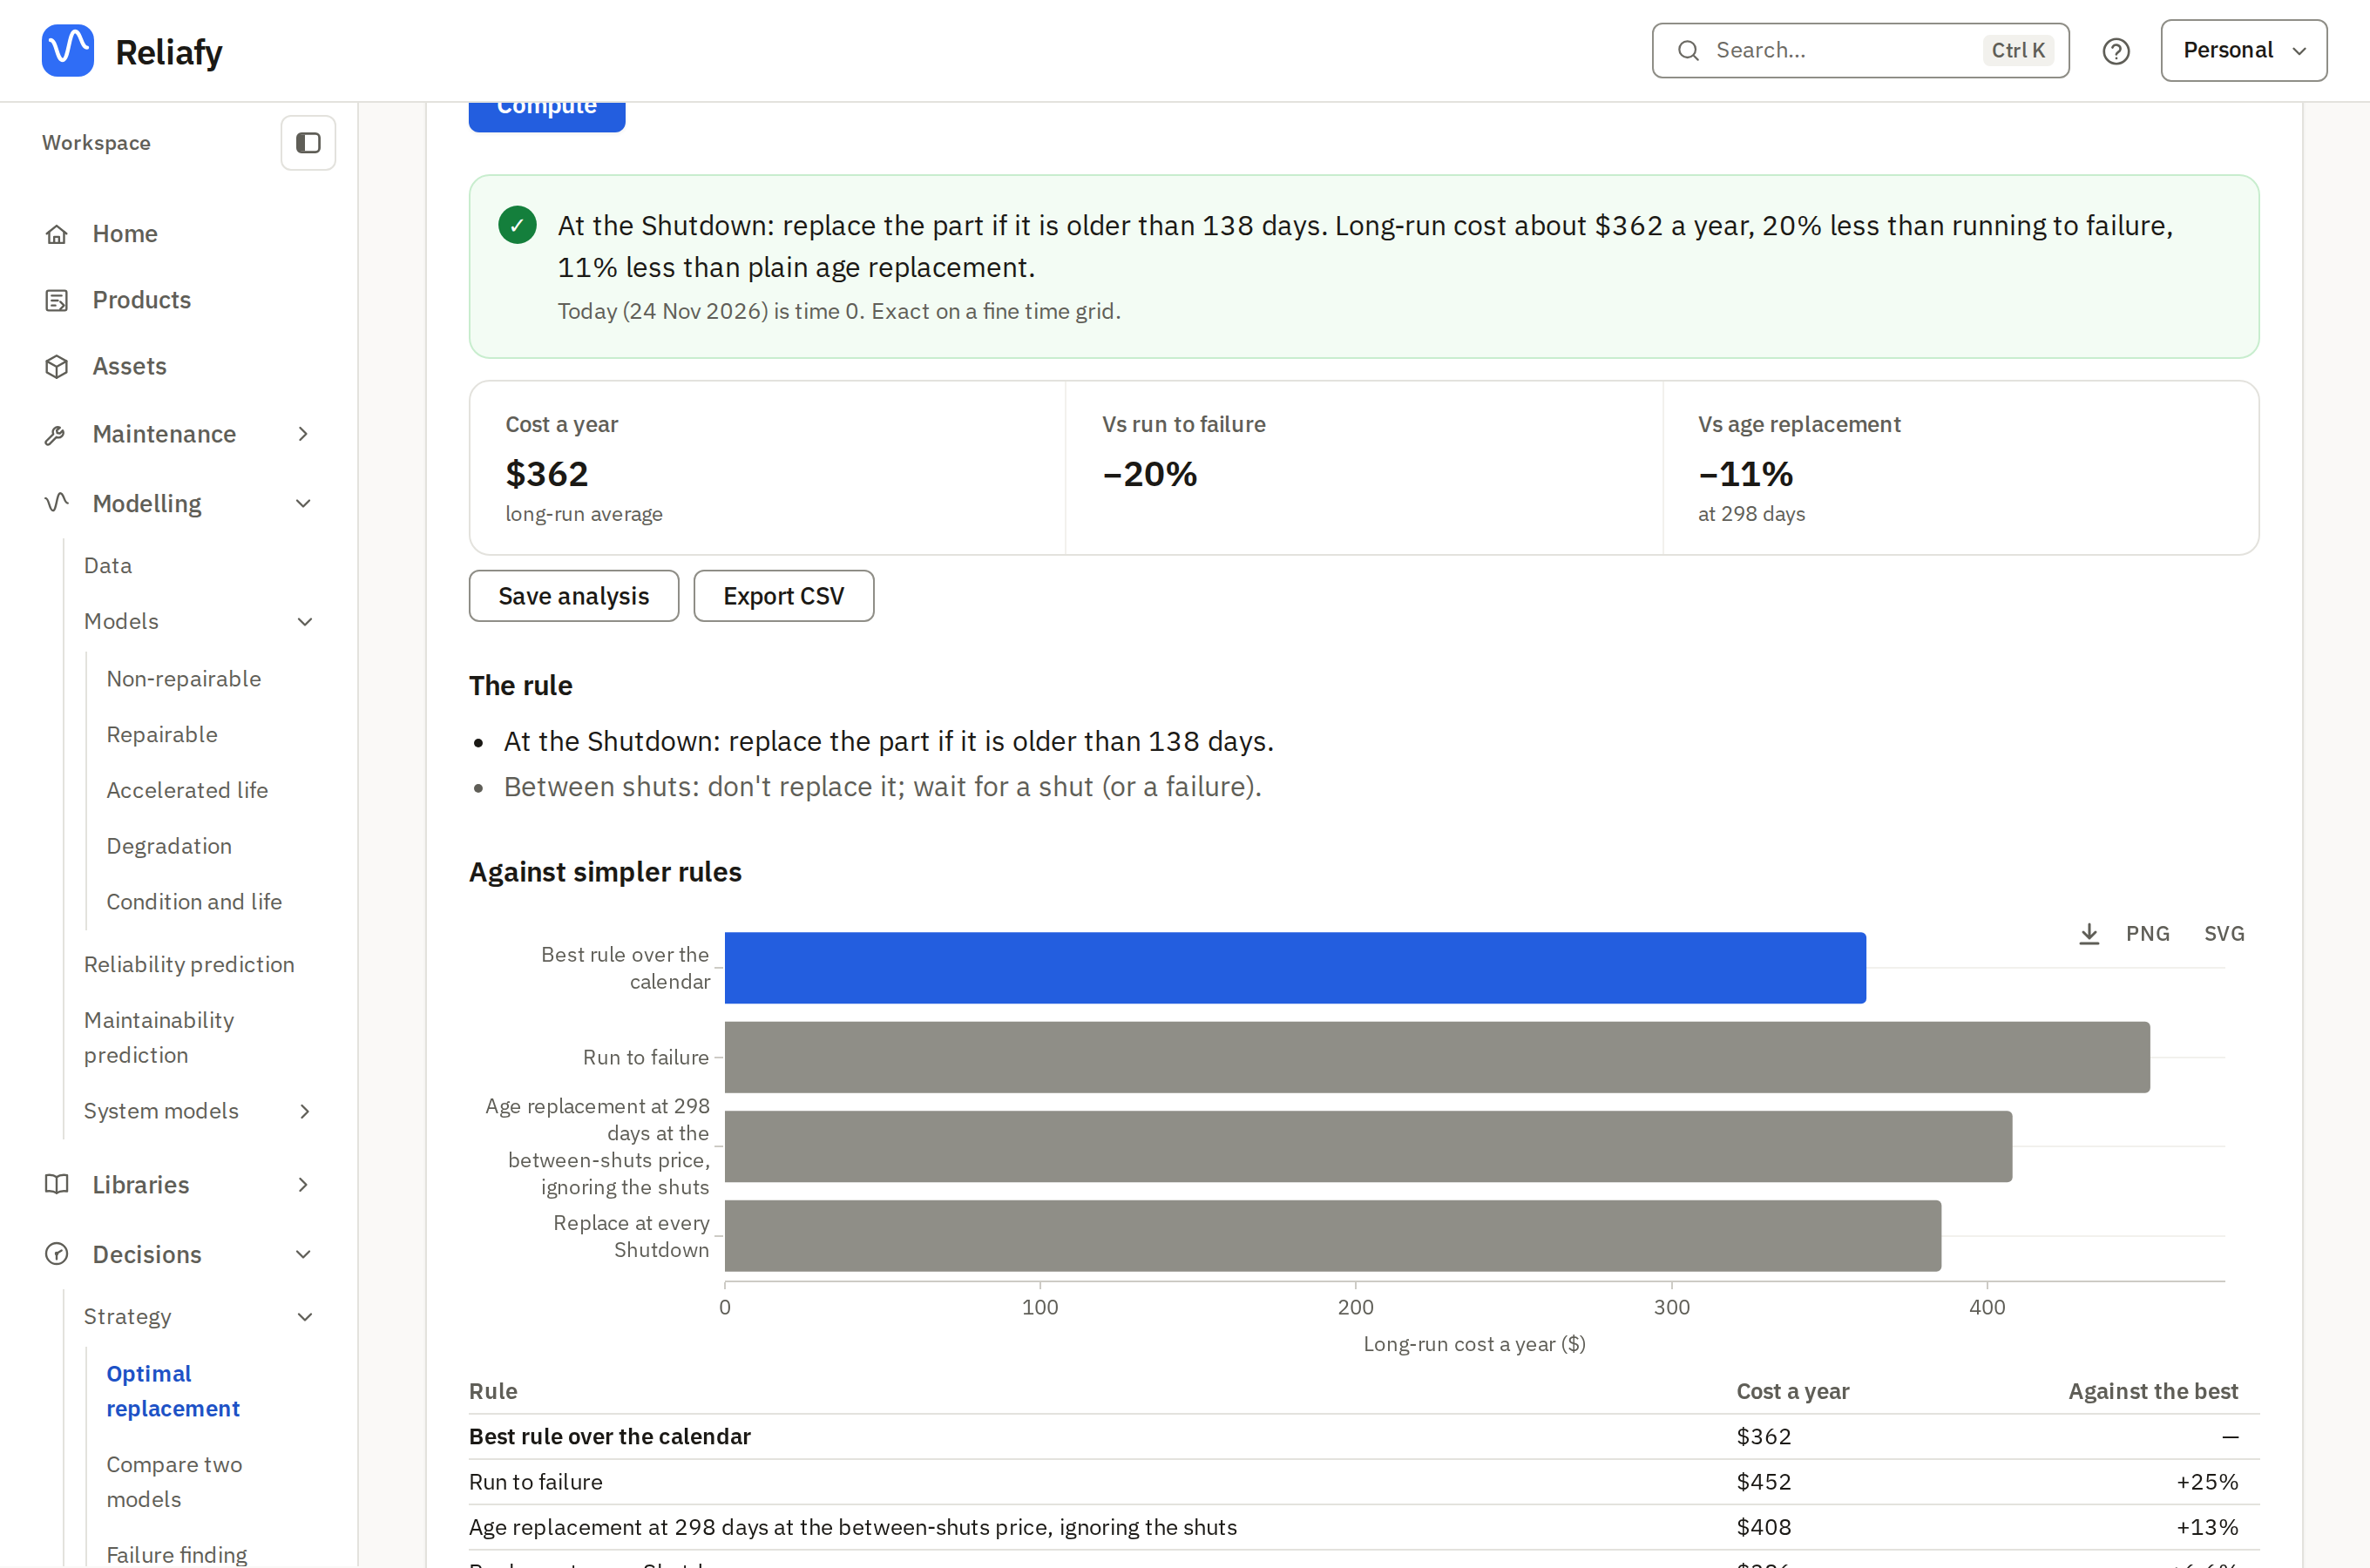 Reliafy
Search...
Ctrl K
Personal
Workspace
Home
Products
Assets
Maintenance
Modelling
Data
Models
Non-repairable
Repairable
Accelerated life
Degradation
Condition and life
Reliability prediction
Maintainability
prediction
System models
Libraries
Decisions
Strategy
Optimal
replacement
Compare two
models
Failure finding
Compute
At the Shutdown: replace the part if it is older than 138 days. Long-run cost about $362 a year, 20% less than running to failure,
11% less than plain age replacement.
Today (24 Nov 2026) is time 0. Exact on a fine time grid.
Cost a year
$362
long-run average
Vs run to failure
−20%
Vs age replacement
−11%
at 298 days
Save analysis
Export CSV
The rule
• At the Shutdown: replace the part if it is older than 138 days.
• Between shuts: don't replace it; wait for a shut (or a failure).
Against simpler rules
PNG
SVG
Best rule over the
calendar
Run to failure
Age replacement at 298
days at the
between-shuts price,
ignoring the shuts
Replace at every
Shutdown
0 100 200 300 400
Long-run cost a year ($)
Rule Cost a year Against the best
Best rule over the calendar $362 —
Run to failure $452 +25%
Age replacement at 298 days at the between-shuts price, ignoring the shuts $408 +13%